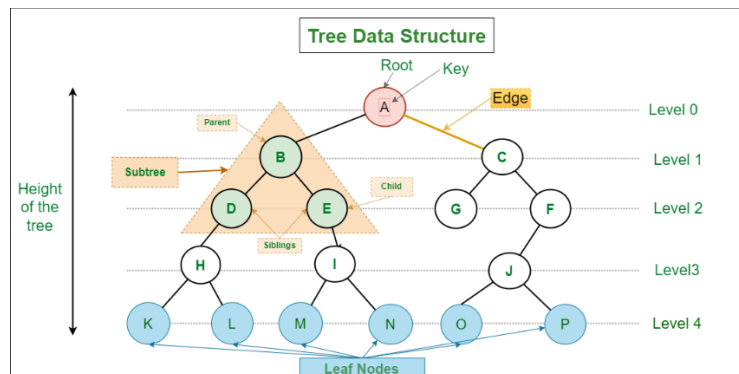 Tree Data Structure
Root
Key
A
Edge
Level 0
Parent
B
C
Level 1
Subtree
Child
Height
of the
tree
D
E
G
F
Level 2
Siblings
H
I
J
Level3
K
L
M
N
O
P
Level 4
Leaf Nodes